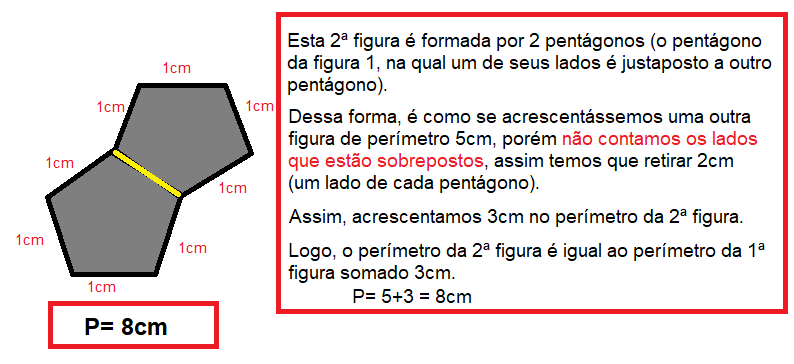 1cm
1cm
1cm
1cm
1cm
1cm
1cm
1cm
P= 8cm
Esta 2ª figura é formada por 2 pentágonos (o pentágono
da figura 1, na qual um de seus lados é justaposto a outro
pentágono).
Dessa forma, é como se acrescentássemos uma outra
figura de perímetro 5cm, porém não contamos os lados
que estão sobrepostos, assim temos que retirar 2cm
(um lado de cada pentágono).
Assim, acrescentamos 3cm no perímetro da 2ª figura.
Logo, o perímetro da 2ª figura é igual ao perímetro da 1ª
figura somado 3cm.
P= 5+3 = 8cm